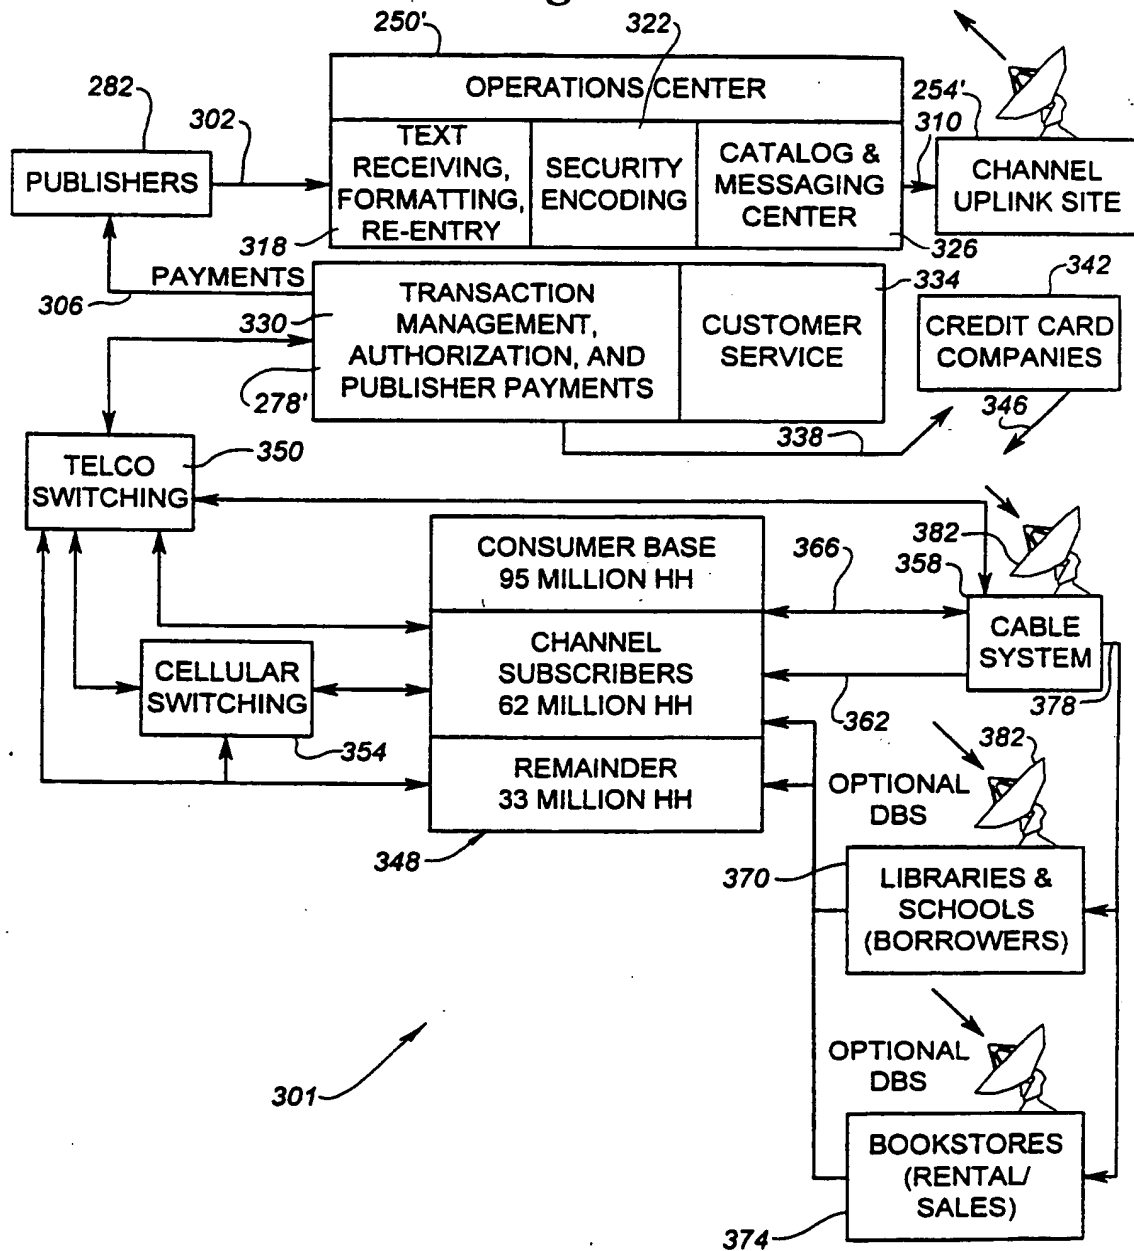 250'
322
OPERATIONS CENTER
282
302
254'
310
PUBLISHERS
TEXT
RECEIVING,
FORMATTING,
RE-ENTRY
318
SECURITY
ENCODING
CATALOG &
MESSAGING
CENTER
326
CHANNEL
UPLINK SITE
PAYMENTS
306
330
TRANSACTION
MANAGEMENT,
AUTHORIZATION, AND
PUBLISHER PAYMENTS
278'
CUSTOMER
SERVICE
334
342
CREDIT CARD
COMPANIES
346
338
TELCO
SWITCHING
350
CONSUMER BASE
95 MILLION HH
366
382
358
CABLE
SYSTEM
CHANNEL
SUBSCRIBERS
62 MILLION HH
CELLULAR
SWITCHING
354
362
378
382
REMAINDER
33 MILLION HH
348
OPTIONAL
DBS
370
LIBRARIES &
SCHOOLS
(BORROWERS)
301
OPTIONAL
DBS
BOOKSTORES
(RENTAL/
SALES)
374